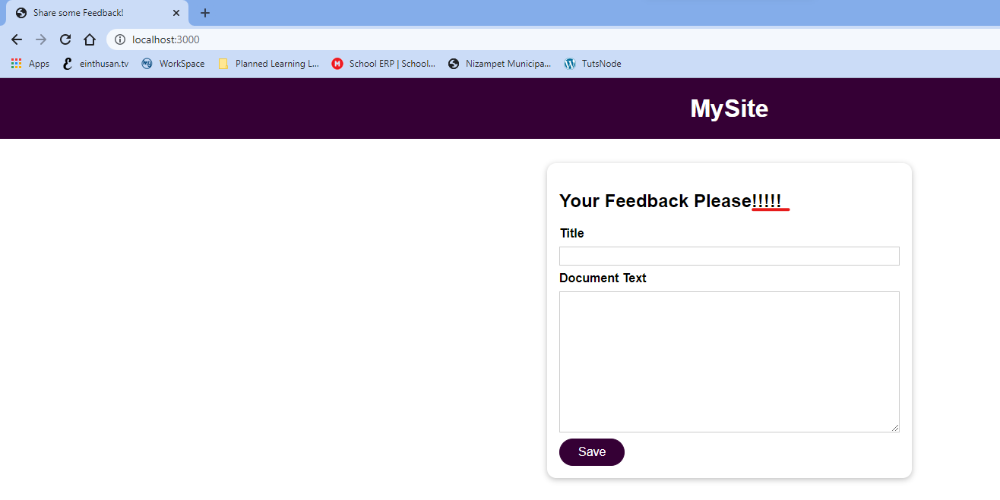 Share some Feedback!
localhost:3000
Apps einthusan.tv WorkSpace Planned Learning L... School ERP | School... Nizampet Municipa... TutsNode
MySite
Your Feedback Please!!!!!
Title
Document Text
Save